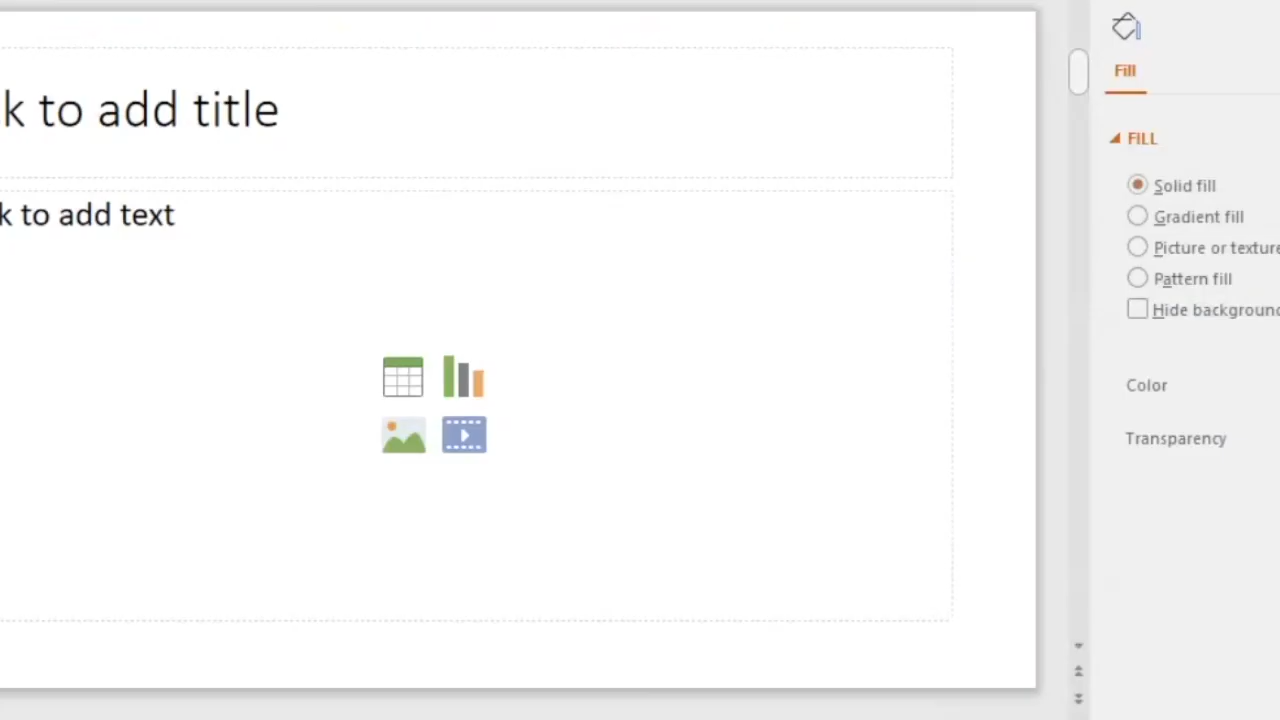 k to add title
k to add text
Fill
FILL
Solid fill
Gradient fill
Picture or texture
Pattern fill
Hide background
Color
Transparency